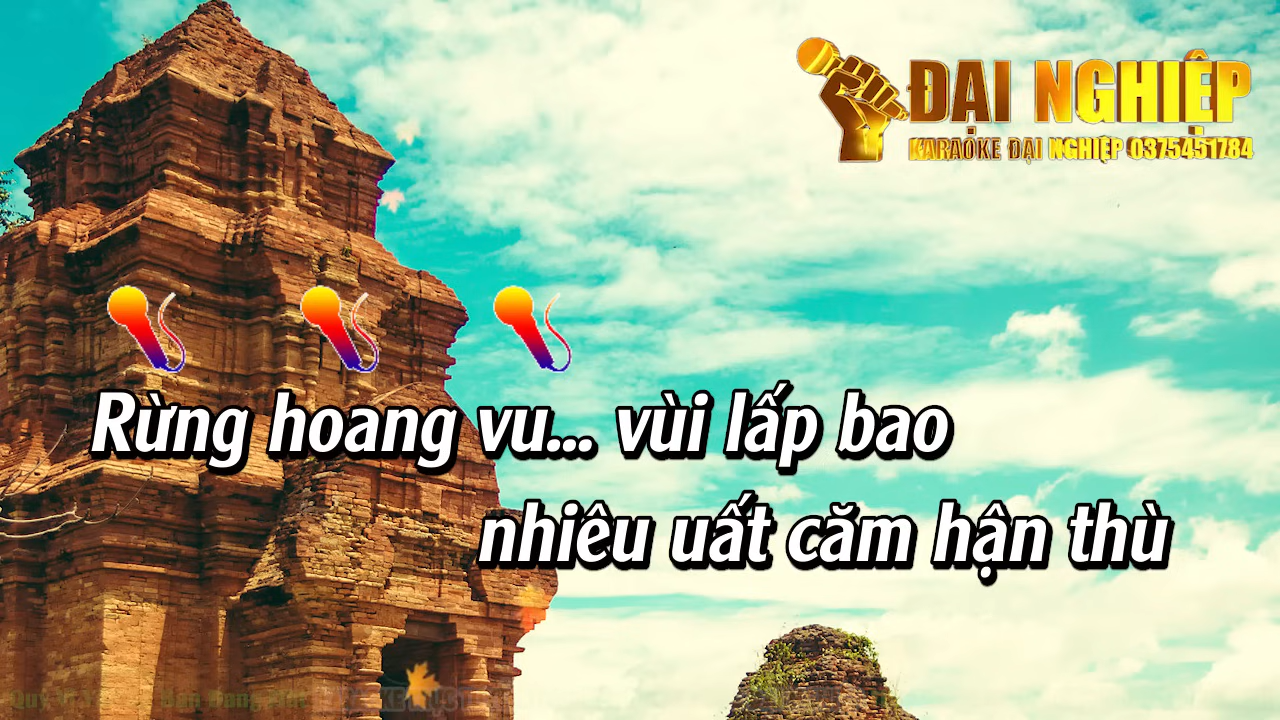 ĐẠI NGHIỆP
KARAOKE ĐẠI NGHIỆP 0375451784
Rừng hoang vu... vùi lấp bao
nhiêu uất căm hận thù